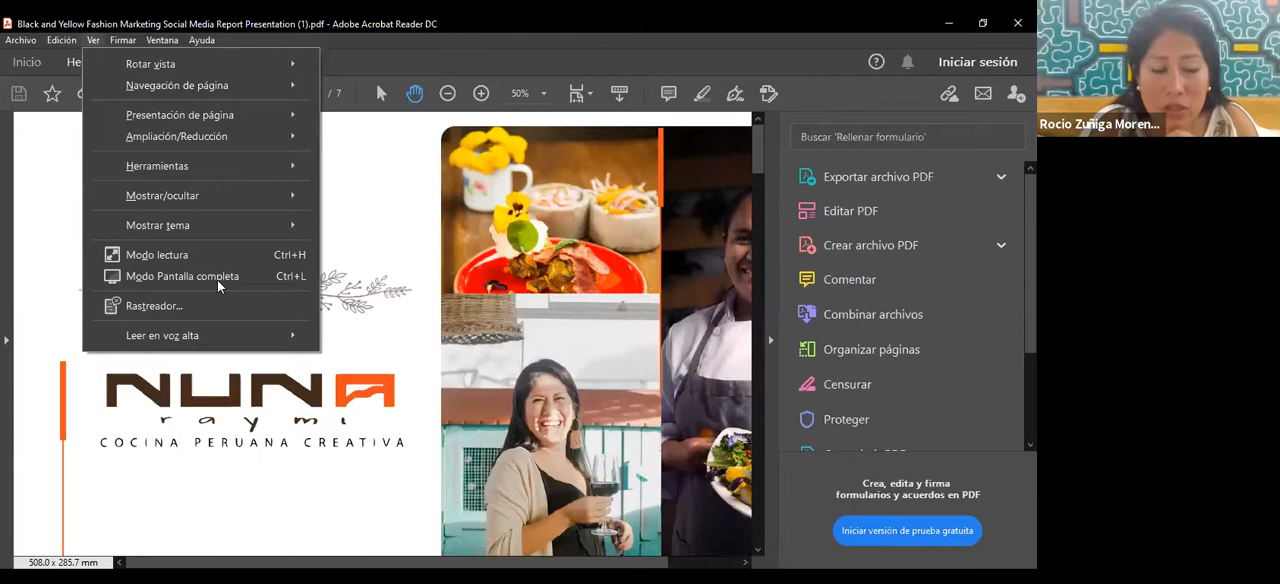 Black and Yellow Fashion Marketing Social Media Report Presentation (1).pdf - Adobe Acrobat Reader DC
Archivo Edición Ver Firmar Ventana Ayuda
Inicio He Iniciar sesión
/ 7 50%
Rotar vista
Navegación de página
Presentación de página
Ampliación/Reducción
Herramientas
Mostrar/ocultar
Mostrar tema
Modo lectura Ctrl+H
Modo Pantalla completa Ctrl+L
Rastreador...
Leer en voz alta
NUNA
raymi
COCINA PERUANA CREATIVA
508.0 x 285.7 mm
Buscar 'Rellenar formulario'
Exportar archivo PDF
Editar PDF
Crear archivo PDF
Comentar
Combinar archivos
Organizar páginas
Censurar
Proteger
Crea, edita y firma
formularios y acuerdos en PDF
Iniciar versión de prueba gratuita
Rocio Zuñiga Moren...